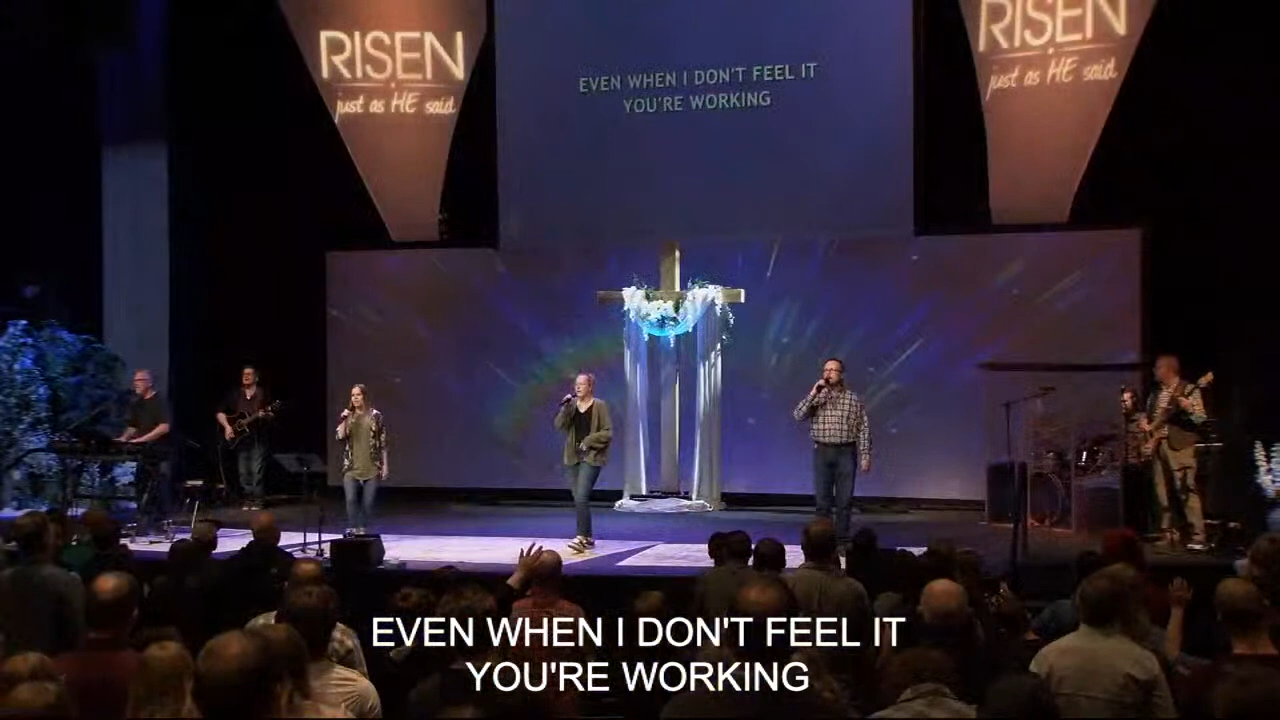 RISEN
just as HE said
EVEN WHEN I DON'T FEEL IT
YOU'RE WORKING
RISEN
just as HE said
EVEN WHEN I DON'T FEEL IT
YOU'RE WORKING